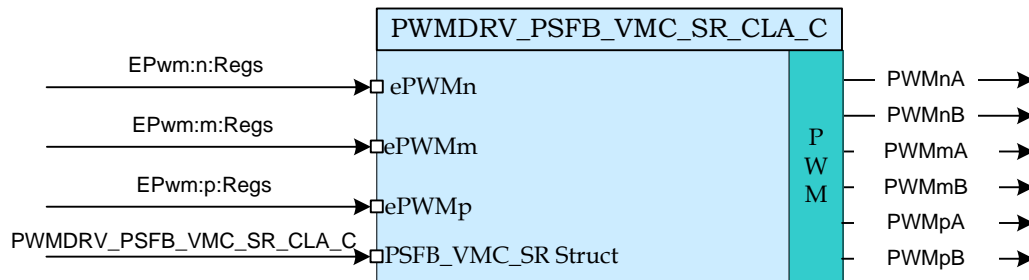 PWMDRV_PSFB_VMC_SR_CLA_C
EPwm:n:Regs
ePWMn
EPwm:m:Regs
ePWMm
EPwm:p:Regs
ePWMp
PWMDRV_PSFB_VMC_SR_CLA_C
PSFB_VMC_SR Struct
P
W
M
PWMnA
PWMnB
PWMmA
PWMmB
PWMpA
PWMpB